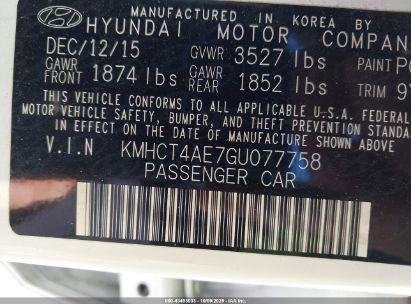 MANUFACTURED IN KOREA BY
HYUNDAI MOTOR COMPAN
DEC/12/15 GVWR 3527 lbs PAINT P
GAWR FRONT 1874 lbs GAWR REAR 1852 lbs TRIM 9
THIS VEHICLE CONFORMS TO ALL APPLICABLE U.S.A. FEDERAL
MOTOR VEHICLE SAFETY, BUMPER, AND THEFT PREVENTION STANDA
EFFECT ON THE DATE OF MANUFACTURE SHOWN ABOVE.
V.I.N KMHCT4AE7GU077758
PASSENGER CAR